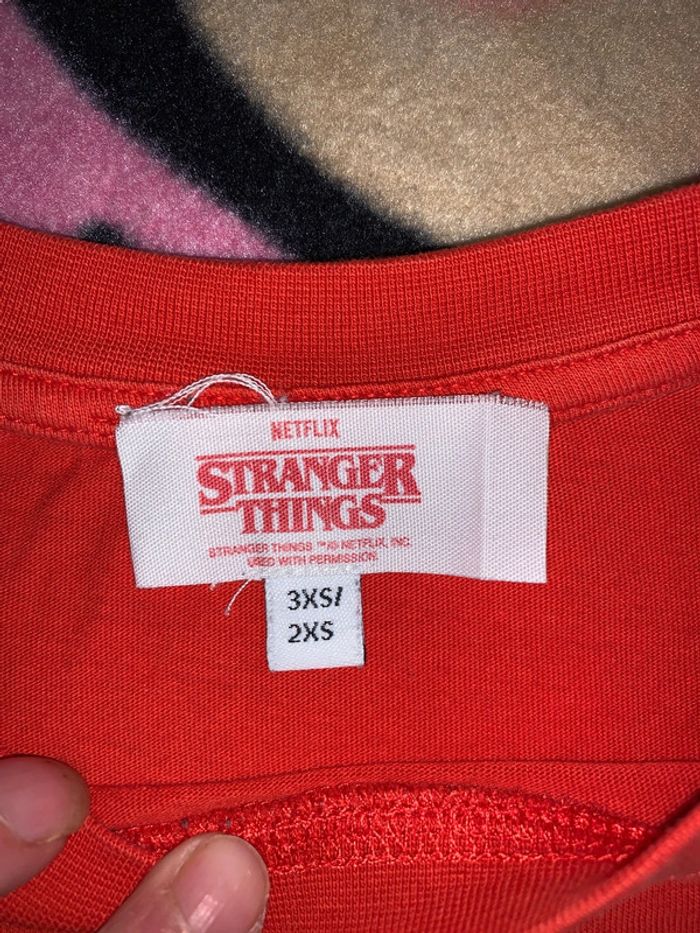 NETFLIX
STRANGER
THINGS
STRANGER THINGS ™/© NETFLIX, INC.
USED WITH PERMISSION.
3XS/
2XS